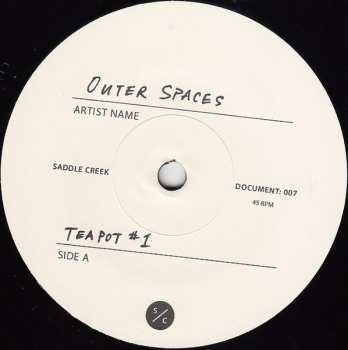 OUTER SPACES
ARTIST NAME
SADDLE CREEK
DOCUMENT: 007
45 RPM
TEAPOT #1
SIDE A
S/C